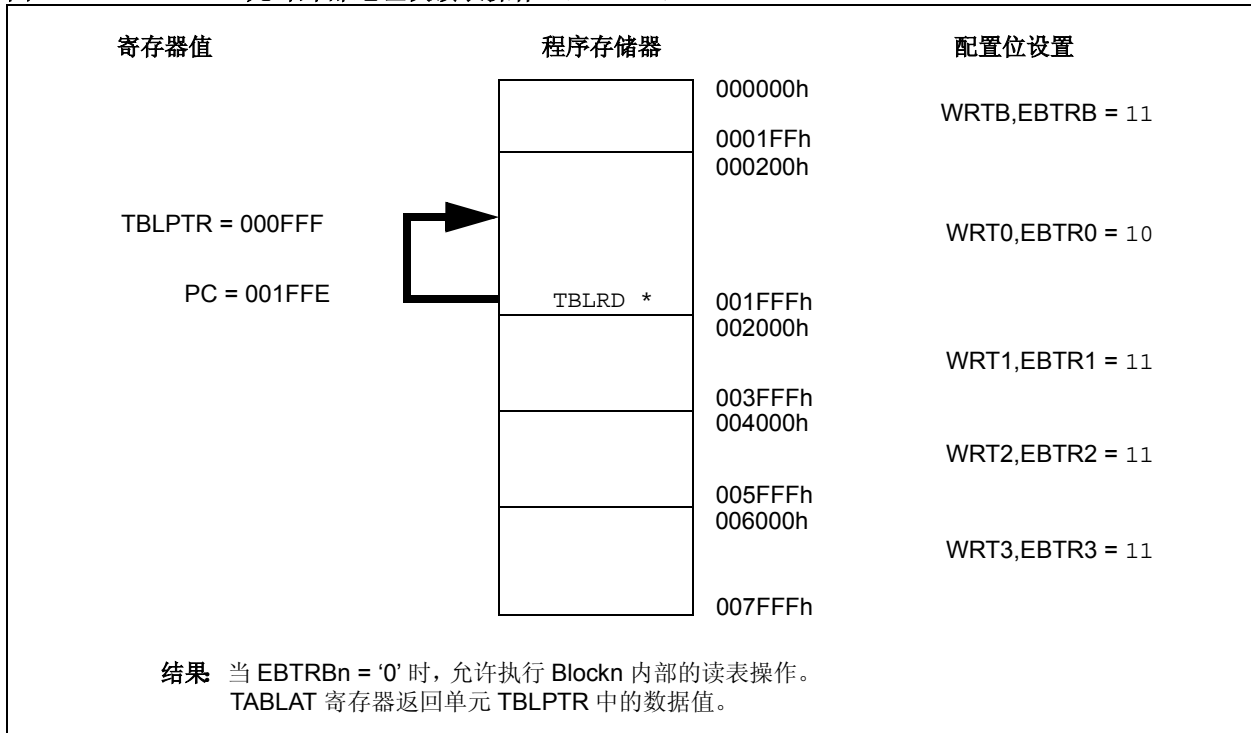 寄存器值 程序存储器 配置位设置
000000h
WRTB,EBTRB = 11
0001FFh
000200h
TBLPTR = 000FFF
WRT0,EBTR0 = 10
PC = 001FFE
TBLRD *
001FFFh
002000h
WRT1,EBTR1 = 11
003FFFh
004000h
WRT2,EBTR2 = 11
005FFFh
006000h
WRT3,EBTR3 = 11
007FFFh
结果: 当 EBTRBn = ‘0’ 时，允许执行 Blockn 内部的读表操作。
TABLAT 寄存器返回单元 TBLPTR 中的数据值。